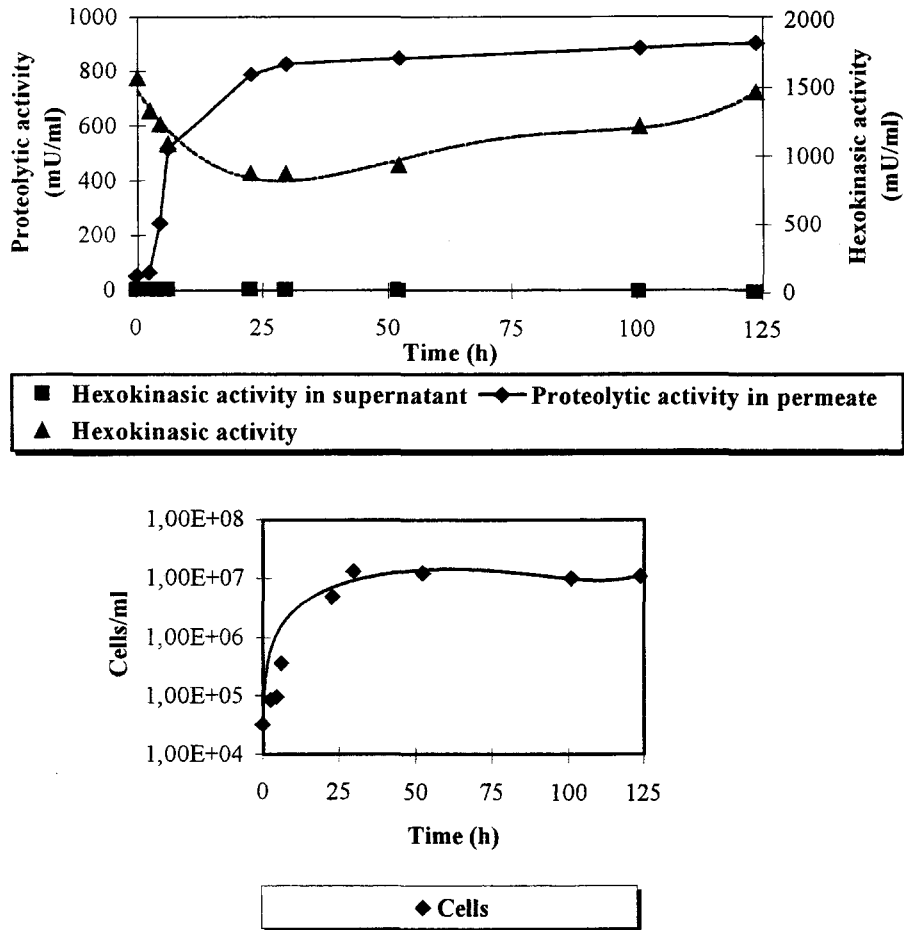 Proteolytic activity
(mU/ml)
1000
800
600
400
200
0
2000
1500
1000
500
0
Hexokinasic activity
(mU/ml)
0 25 50 75 100 125
Time (h)
Hexokinasic activity in supernatant
Proteolytic activity in permeate
Hexokinasic activity
Cells/ml
1,00E+08
1,00E+07
1,00E+06
1,00E+05
1,00E+04
0 25 50 75 100 125
Time (h)
Cells